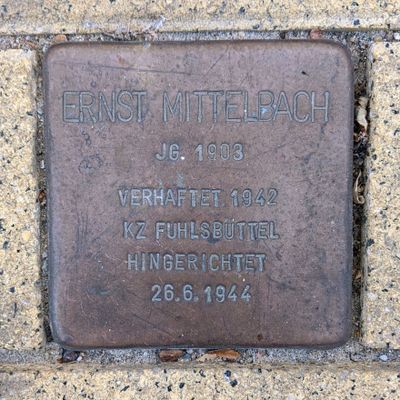 ERNST MITTELBACH
JG. 1903
VERHAFTET 1942
KZ FUHLSBÜTTEL
HINGERICHTET
26.6.1944